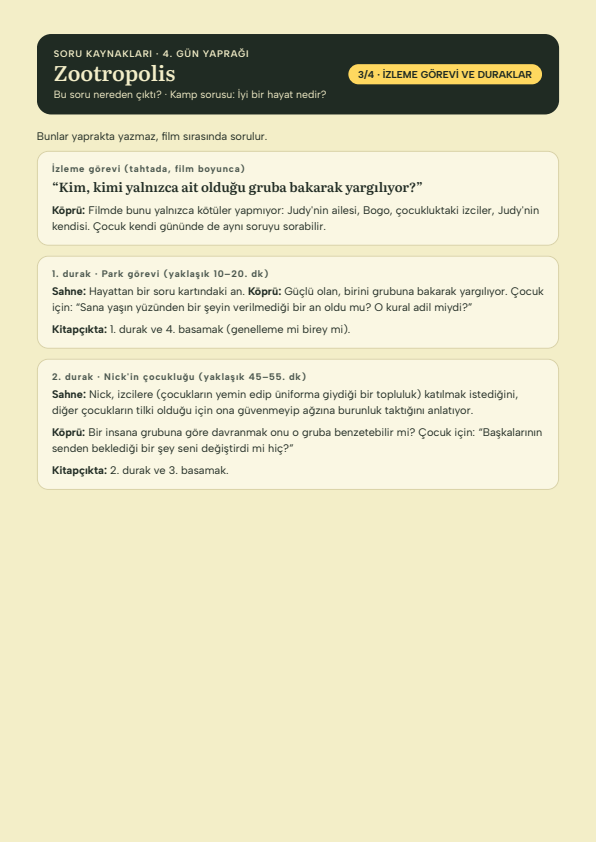 SORU KAYNAKLARI · 4. GÜN YAPRAĞI
Zootropolis
Bu soru nereden çıktı? · Kamp sorusu: İyi bir hayat nedir?
3/4 · İZLEME GÖREVİ VE DURAKLAR
Bunlar yaprakta yazmaz, film sırasında sorulur.
İzleme görevi (tahtada, film boyunca)
“Kim, kimi yalnızca ait olduğu gruba bakarak yargılıyor?”
Köprü: Filmde bunu yalnızca kötüler yapmıyor: Judy'nin ailesi, Bogo, çocukluktaki izciler, Judy'nin
kendisi. Çocuk kendi gününde de aynı soruyu sorabilir.
1. durak · Park görevi (yaklaşık 10–20. dk)
Sahne: Hayattan bir soru kartındaki an. Köprü: Güçlü olan, birini grubuna bakarak yargılıyor. Çocuk
için: “Sana yaşın yüzünden bir şeyin verilmediği bir an oldu mu? O kural adil miydi?”
Kitapçıkta: 1. durak ve 4. basamak (genelleme mi birey mi).
2. durak · Nick'in çocukluğu (yaklaşık 45–55. dk)
Sahne: Nick, izcilere (çocukların yemin edip üniforma giydiği bir topluluk) katılmak istediğini,
diğer çocukların tilki olduğu için ona güvenmeyip ağzına burunluk taktığını anlatıyor.
Köprü: Bir insana grubuna göre davranmak onu o gruba benzetebilir mi? Çocuk için: “Başkalarının
senden beklediği bir şey seni değiştirdi mi hiç?”
Kitapçıkta: 2. durak ve 3. basamak.